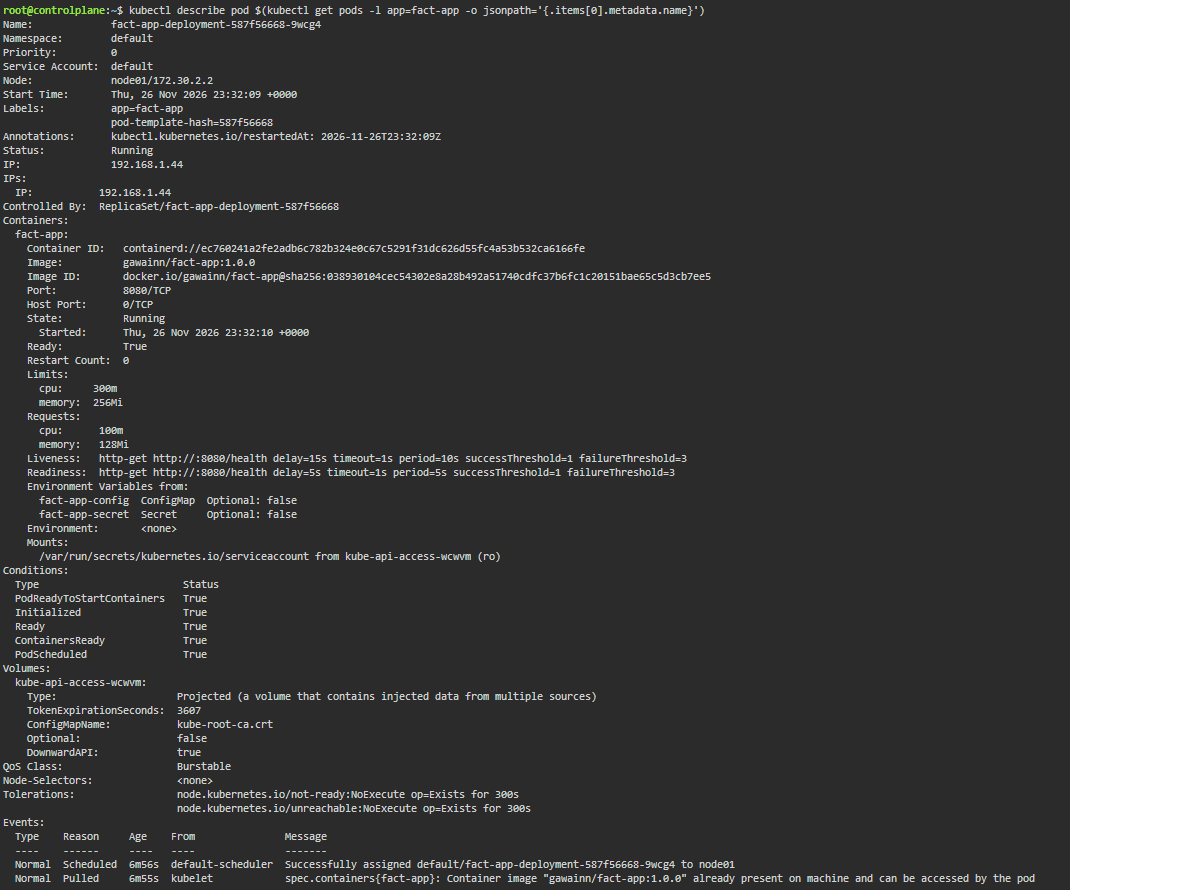 root@controlplane:~$ kubectl describe pod $(kubectl get pods -l app=fact-app -o jsonpath='{.items[0].metadata.name}')
Name:             fact-app-deployment-587f56668-9wcg4
Namespace:        default
Priority:         0
Service Account:  default
Node:             node01/172.30.2.2
Start Time:       Thu, 26 Nov 2026 23:32:09 +0000
Labels:           app=fact-app
                  pod-template-hash=587f56668
Annotations:      kubectl.kubernetes.io/restartedAt: 2026-11-26T23:32:09Z
Status:           Running
IP:               192.168.1.44
IPs:
  IP:           192.168.1.44
Controlled By:  ReplicaSet/fact-app-deployment-587f56668
Containers:
  fact-app:
    Container ID:   containerd://ec760241a2fe2adb6c782b324e0c67c5291f31dc626d55fc4a53b532ca6166fe
    Image:          gawainn/fact-app:1.0.0
    Image ID:       docker.io/gawainn/fact-app@sha256:038930104cec54302e8a28b492a51740cdfc37b6fc1c20151bae65c5d3cb7ee5
    Port:           8080/TCP
    Host Port:      0/TCP
    State:          Running
      Started:      Thu, 26 Nov 2026 23:32:10 +0000
    Ready:          True
    Restart Count:  0
    Limits:
      cpu:     300m
      memory:  256Mi
    Requests:
      cpu:      100m
      memory:   128Mi
    Liveness:   http-get http://:8080/health delay=15s timeout=1s period=10s successThreshold=1 failureThreshold=3
    Readiness:  http-get http://:8080/health delay=5s timeout=1s period=5s successThreshold=1 failureThreshold=3
    Environment Variables from:
      fact-app-config  ConfigMap  Optional: false
      fact-app-secret  Secret     Optional: false
    Environment:       <none>
    Mounts:
      /var/run/secrets/kubernetes.io/serviceaccount from kube-api-access-wcwvm (ro)
Conditions:
  Type                        Status
  PodReadyToStartContainers   True
  Initialized                 True
  Ready                       True
  ContainersReady             True
  PodScheduled                True
Volumes:
  kube-api-access-wcwvm:
    Type:                    Projected (a volume that contains injected data from multiple sources)
    TokenExpirationSeconds:  3607
    ConfigMapName:           kube-root-ca.crt
    Optional:                false
    DownwardAPI:             true
QoS Class:                   Burstable
Node-Selectors:              <none>
Tolerations:                 node.kubernetes.io/not-ready:NoExecute op=Exists for 300s
                             node.kubernetes.io/unreachable:NoExecute op=Exists for 300s
Events:
  Type    Reason     Age    From               Message
  ----    ------     ----   ----               -------
  Normal  Scheduled  6m56s  default-scheduler  Successfully assigned default/fact-app-deployment-587f56668-9wcg4 to node01
  Normal  Pulled     6m55s  kubelet            spec.containers{fact-app}: Container image "gawainn/fact-app:1.0.0" already present on machine and can be accessed by the pod